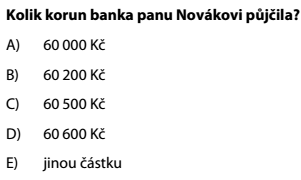 Kolik korun banka panu Novákovi půjčila?
A) 60 000 Kč
B) 60 200 Kč
C) 60 500 Kč
D) 60 600 Kč
E) jinou částku